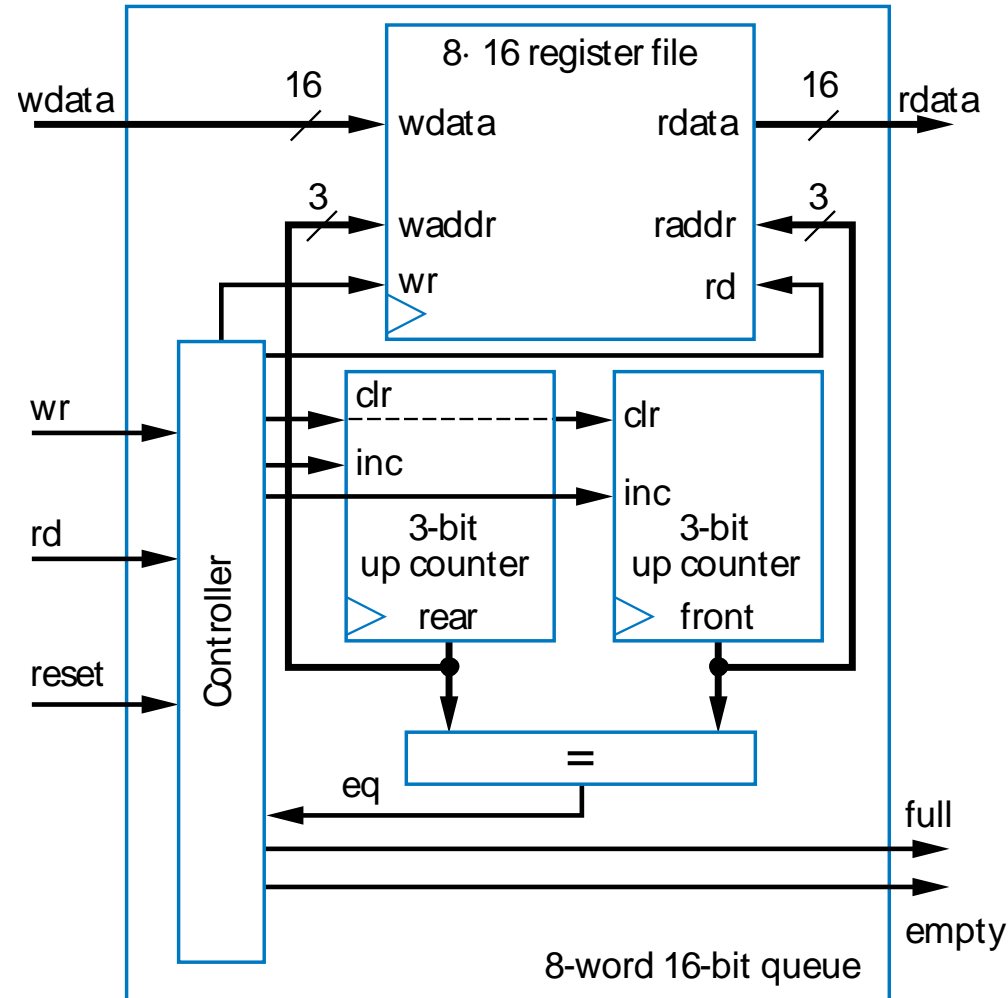 8· 16 register file
16
16
wdata
rdata
wdata
rdata
3
3
waddr
raddr
wr
rd
clr
clr
wr
inc
inc
3-bit
up counter
3-bit
up counter
rd
rear
front
Controller
reset
=
eq
full
empty
8-word 16-bit queue